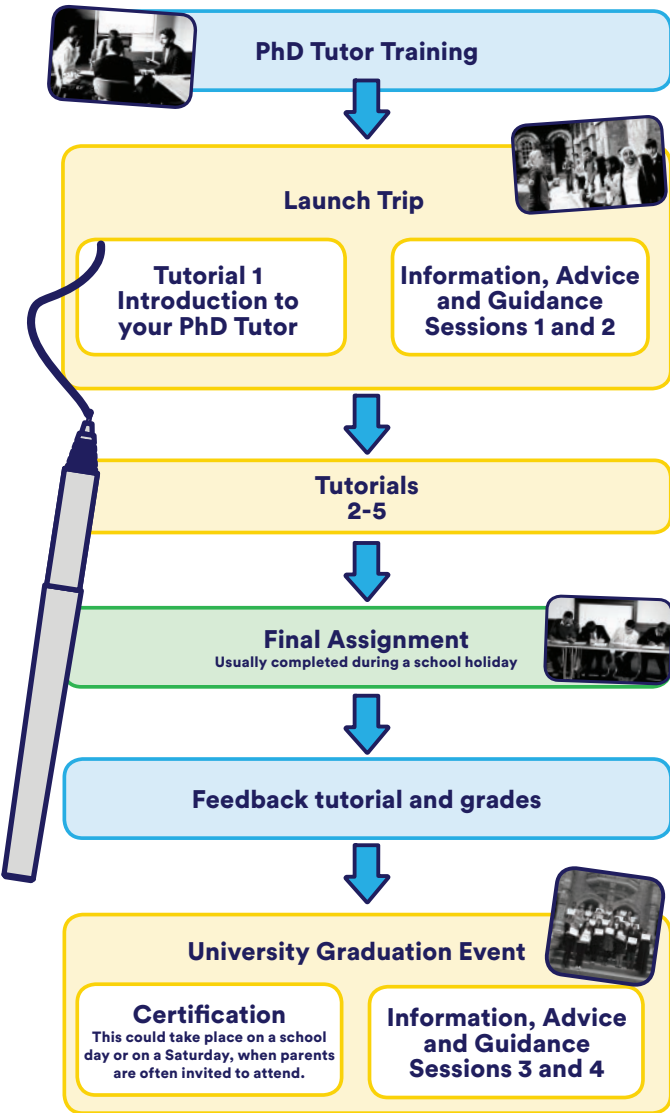 PhD Tutor Training
Launch Trip
Tutorial 1
Introduction to
your PhD Tutor
Information, Advice
and Guidance
Sessions 1 and 2
Tutorials
2-5
Final Assignment
Usually completed during a school holiday
Feedback tutorial and grades
University Graduation Event
Certification
This could take place on a school
day or on a Saturday, when parents
are often invited to attend.
Information, Advice
and Guidance
Sessions 3 and 4